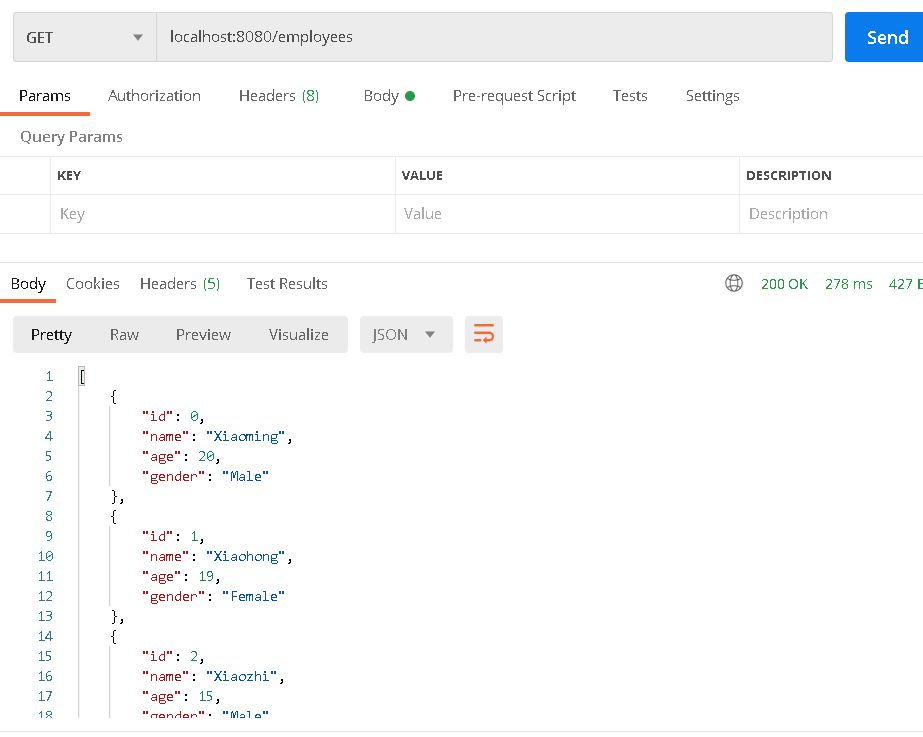 GET localhost:8080/employees Send
Params Authorization Headers (8) Body Pre-request Script Tests Settings
Query Params
KEY VALUE DESCRIPTION
Key Value Description
Body Cookies Headers (5) Test Results 200 OK 278 ms 427
Pretty Raw Preview Visualize JSON
1 [
2 {
3 "id": 0,
4 "name": "Xiaoming",
5 "age": 20,
6 "gender": "Male"
7 },
8 {
9 "id": 1,
10 "name": "Xiaohong",
11 "age": 19,
12 "gender": "Female"
13 },
14 {
15 "id": 2,
16 "name": "Xiaozhi",
17 "age": 15,
18 "gender": "Male"